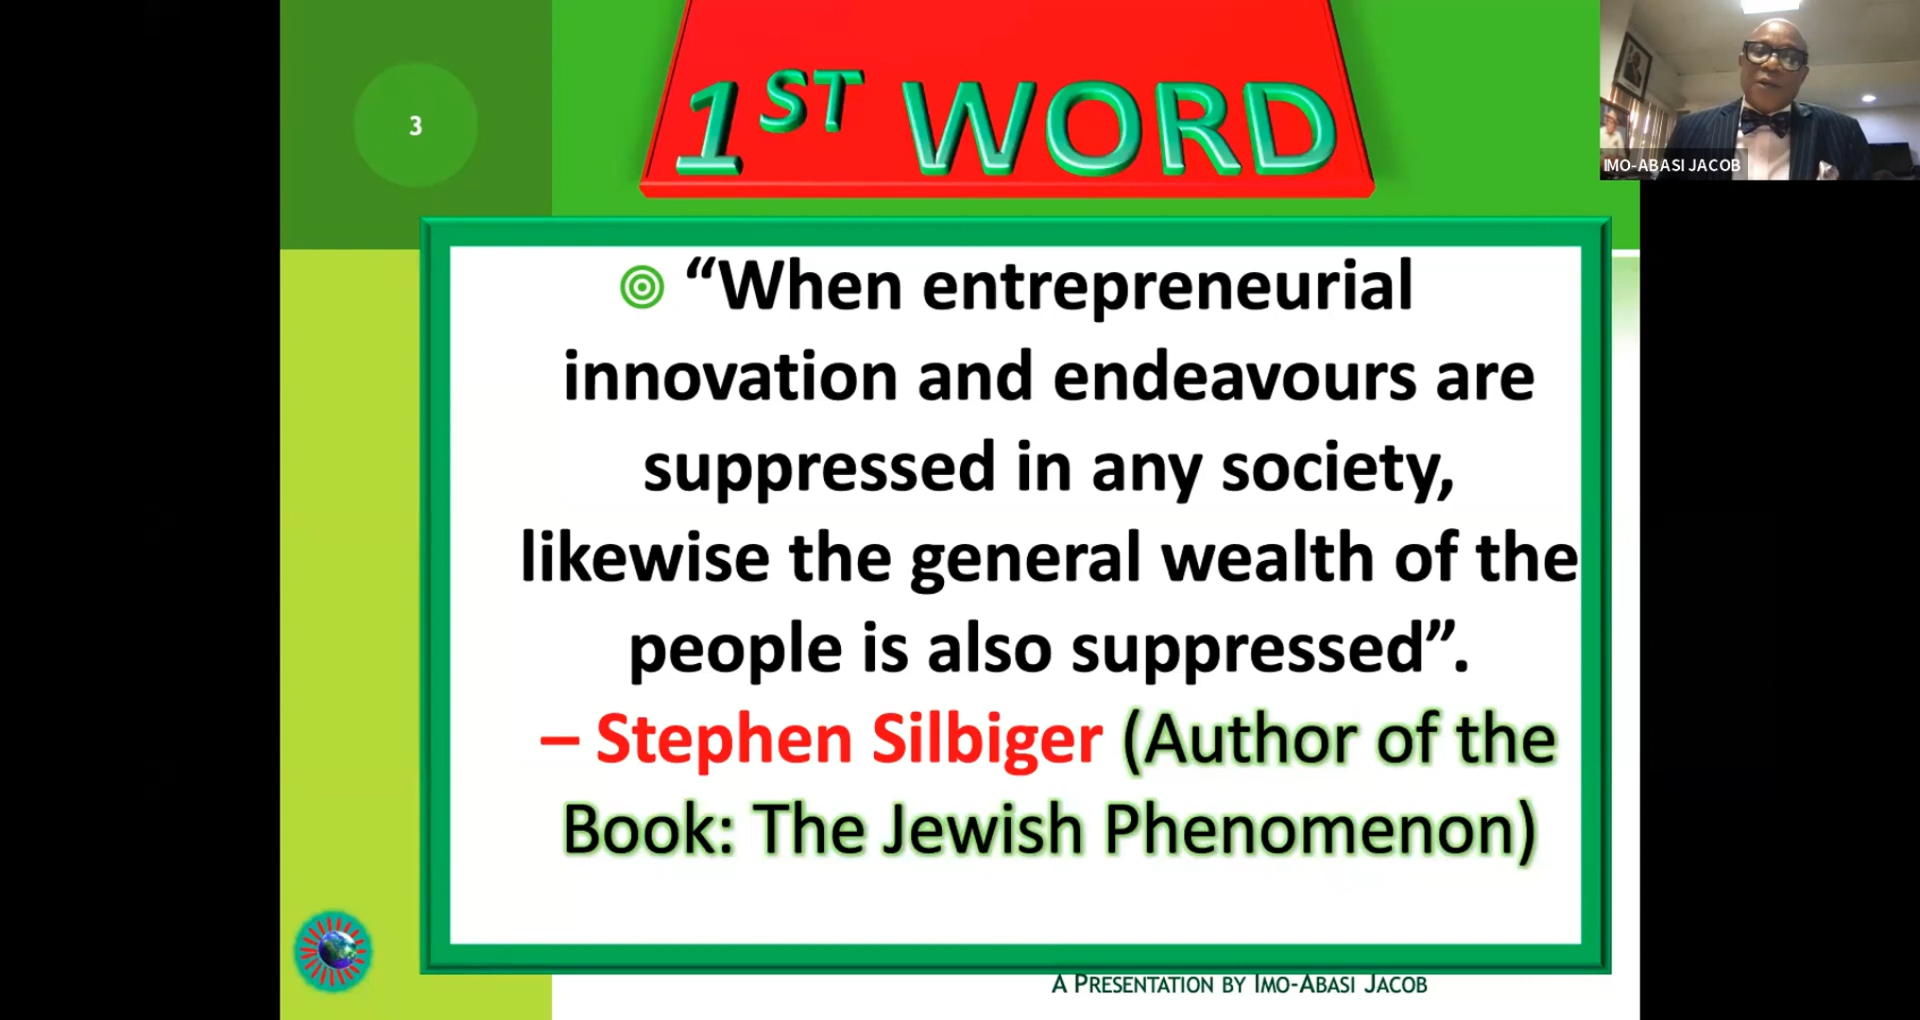 3
1ST WORD
IMO-ABASI JACOB
“When entrepreneurial
innovation and endeavours are
suppressed in any society,
likewise the general wealth of the
people is also suppressed”.
– Stephen Silbiger (Author of the
Book: The Jewish Phenomenon)
A PRESENTATION BY IMO-ABASI JACOB